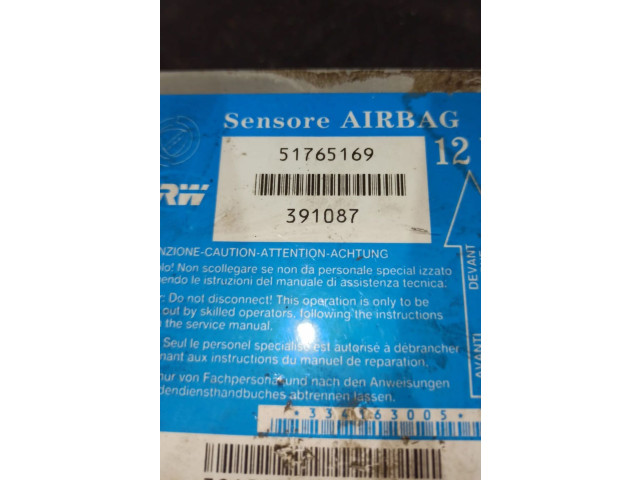 Sensore AIRBAG
12
51765169
391087
TRW
NZIONE-CAUTION-ATTENTION-ACHTUNG
olo! Non scollegare se non da personale specializzato
endo le istruzioni del manuale di assistenza tecnica.
r: Do not disconnect! This operation is only to be
out by skilled operators, following the instructions
the service manual.
Seul le personel specialisé est autorisé à débrancher
nant aux instructions du manuel de reparation.
nur von Fachpersonal und nach den Anweisungen
dendiensthandbuches abtrennen lassen.
DEVANT
AVANTI